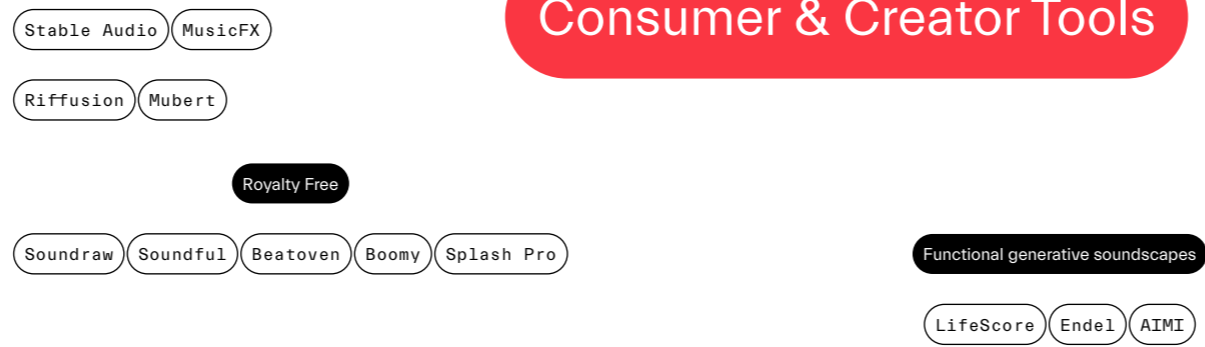 Consumer & Creator Tools
Stable Audio MusicFX
Riffusion Mubert
Royalty Free
Soundraw Soundful Beatoven Boomy Splash Pro
Functional generative soundscapes
LifeScore Endel AIMI